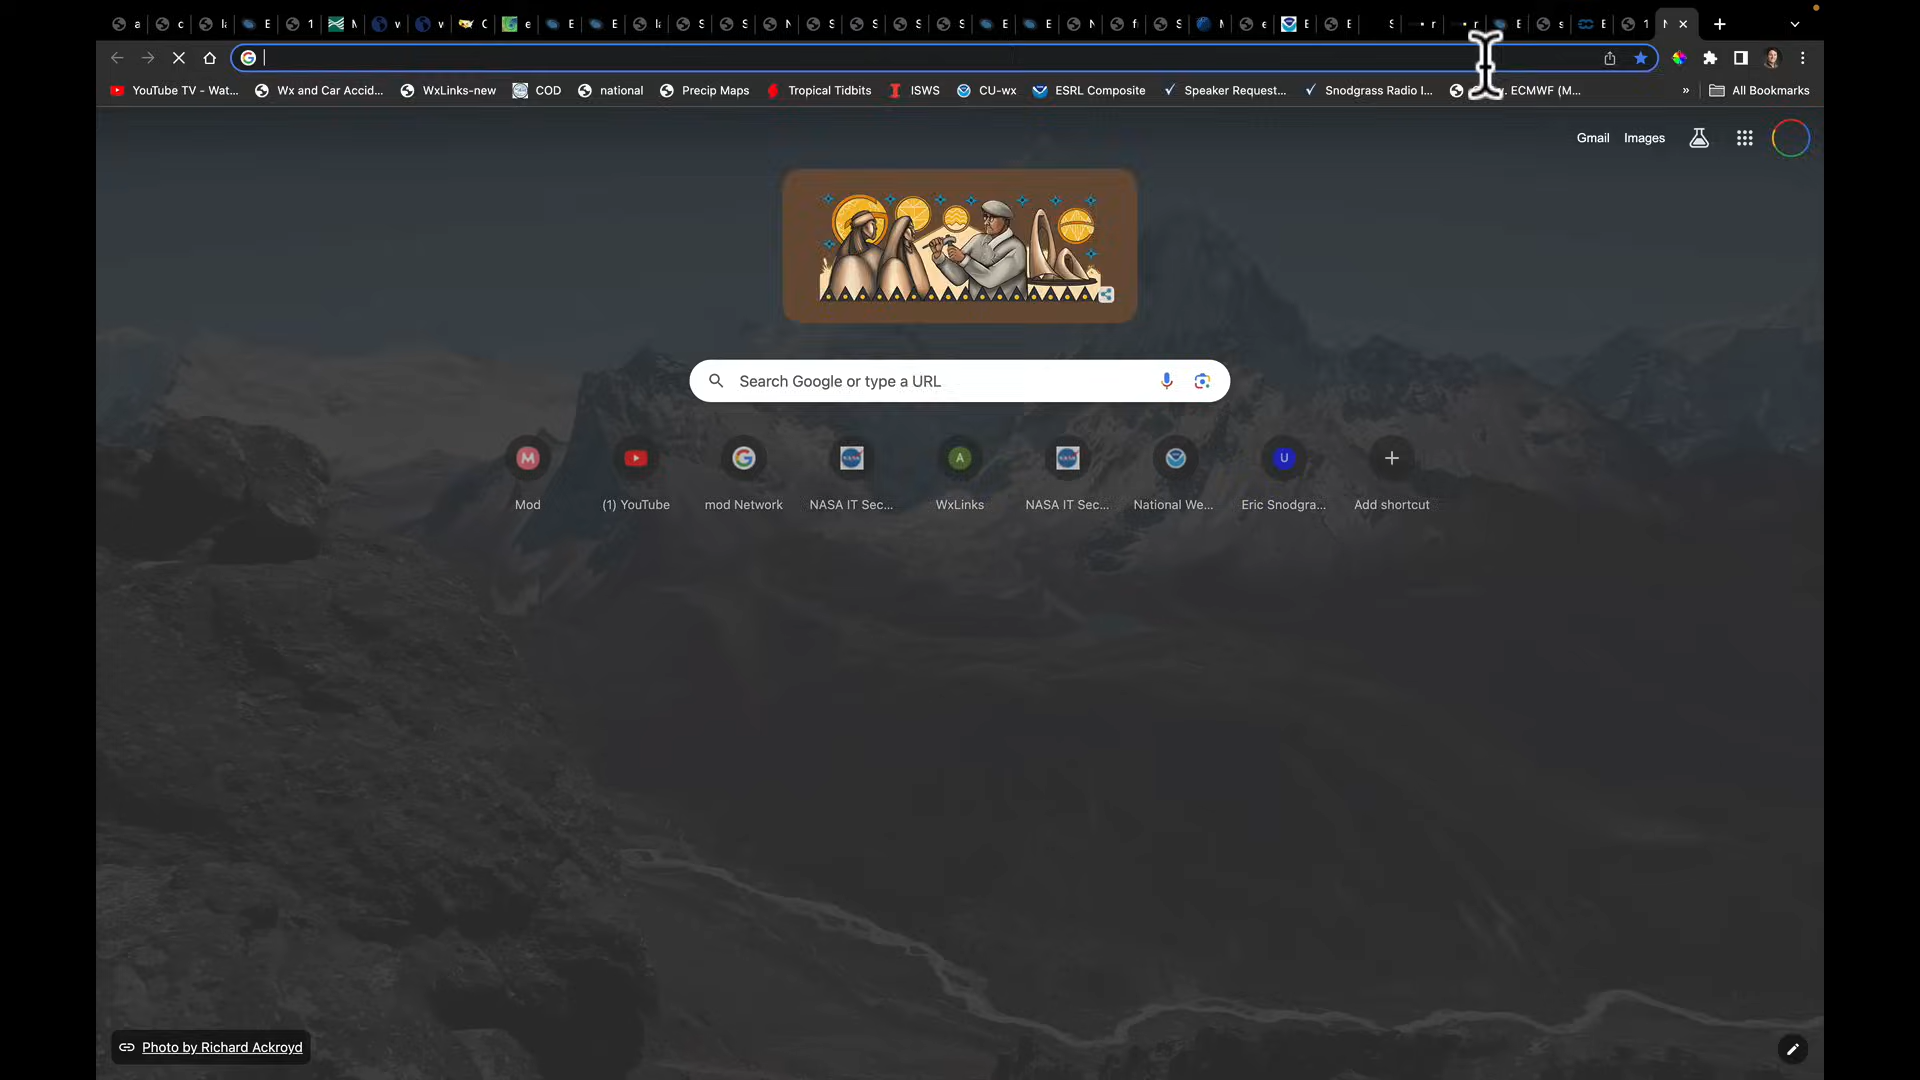 YouTube TV - Wat... Wx and Car Accid... WxLinks-new COD national Precip Maps Tropical Tidbits ISWS CU-wx ESRL Composite Speaker Request... Snodgrass Radio I... ECMWF (M... » All Bookmarks
Gmail Images
Search Google or type a URL
Mod (1) YouTube mod Network NASA IT Sec... WxLinks NASA IT Sec... National We... Eric Snodgra... Add shortcut
Photo by Richard Ackroyd